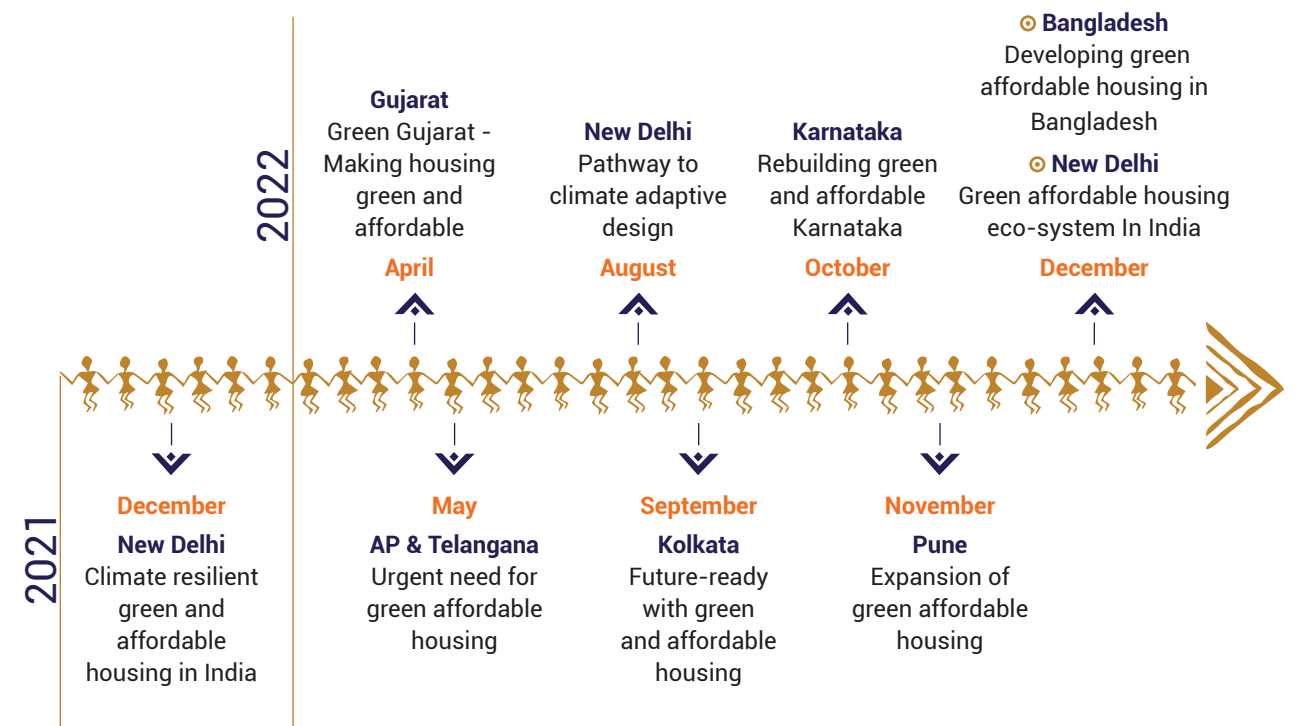 2021
December
New Delhi
Climate resilient
green and
affordable
housing in India
2022
Gujarat
Green Gujarat -
Making housing
green and
affordable
April
May
AP & Telangana
Urgent need for
green affordable
housing
New Delhi
Pathway to
climate adaptive
design
August
September
Kolkata
Future-ready
with green
and affordable
housing
Karnataka
Rebuilding green
and affordable
Karnataka
October
November
Pune
Expansion of
green affordable
housing
Bangladesh
Developing green
affordable housing in
Bangladesh
New Delhi
Green affordable housing
eco-system In India
December